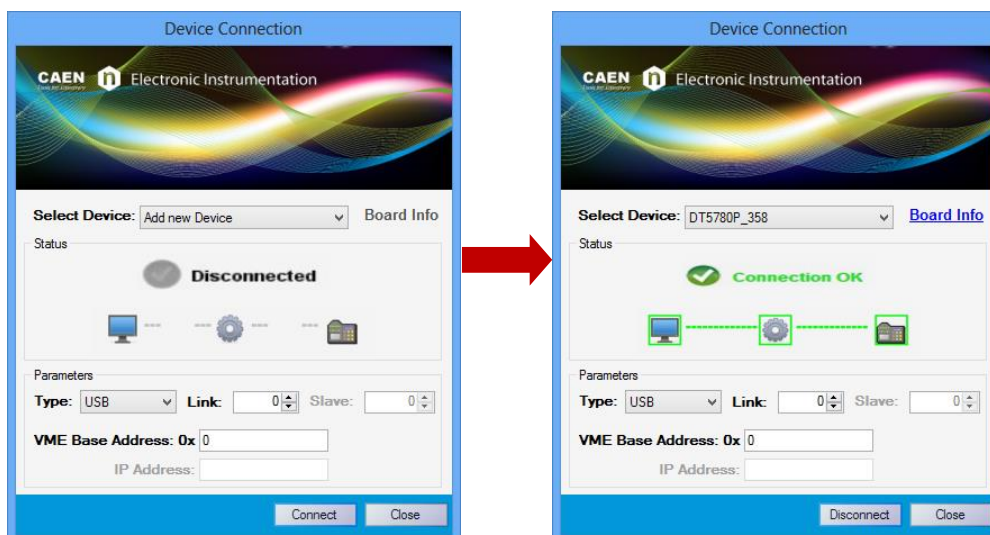 Device Connection
CAEN n Electronic Instrumentation
Select Device: Add new Device Board Info
Status
Disconnected
Parameters
Type: USB Link: 0 Slave: 0
VME Base Address: 0x 0
IP Address:
Connect Close
Device Connection
CAEN n Electronic Instrumentation
Select Device: DT5780P_358 Board Info
Status
Connection OK
Parameters
Type: USB Link: 0 Slave: 0
VME Base Address: 0x 0
IP Address:
Disconnect Close